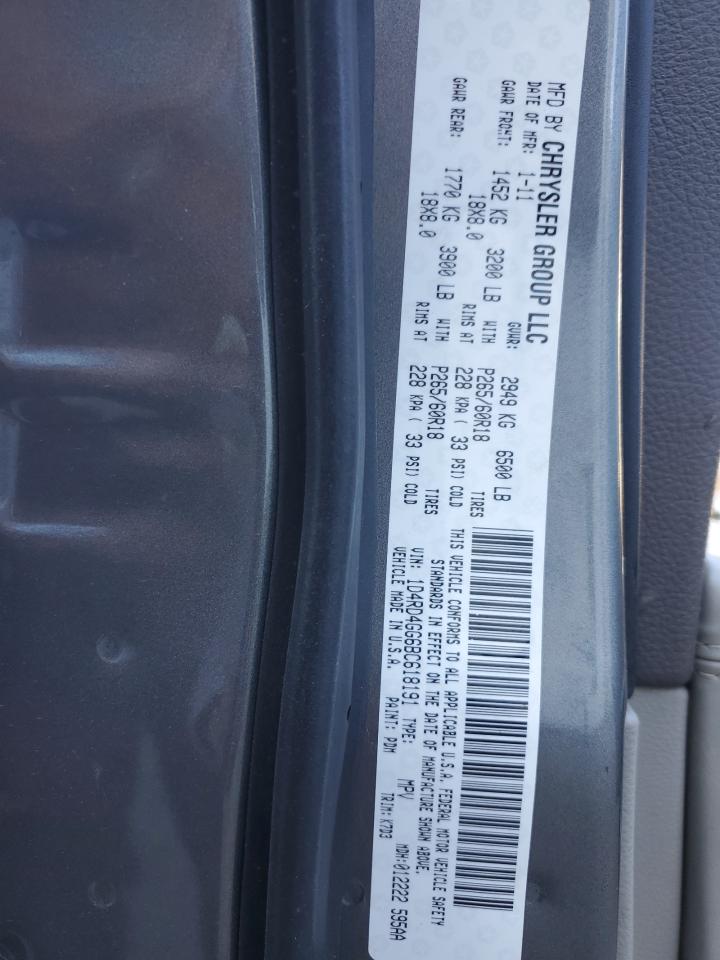 MFD BY CHRYSLER GROUP LLC
DATE OF MFR: 1-11 GVWR: 2949 KG 6500 LB
GAWR FRONT: 1452 KG 3200 LB WITH P265/60R18 TIRES
18X8.0 RIMS AT 228 KPA ( 33 PSI) COLD
GAWR REAR: 1770 KG 3900 LB WITH P265/60R18 TIRES
18X8.0 RIMS AT 228 KPA ( 33 PSI) COLD
THIS VEHICLE CONFORMS TO ALL APPLICABLE U.S.A. FEDERAL MOTOR VEHICLE SAFETY
STANDARDS IN EFFECT ON THE DATE OF MANUFACTURE SHOWN ABOVE.
VIN: 1D4RD4GG6BC618191 TYPE: MPV MDH:012222 595AA
VEHICLE MADE IN U.S.A. PAINT: PDM TRIM:K7D3